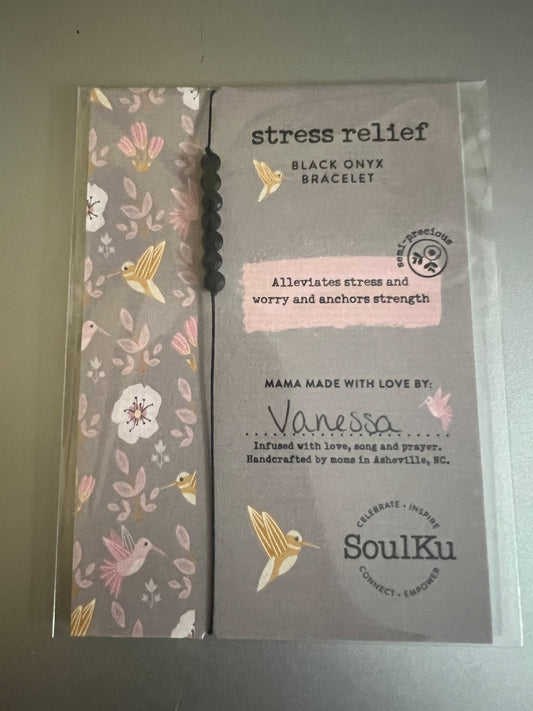 stress relief
BLACK ONYX
BRACELET
semi-precious
Alleviates stress and
worry and anchors strength
MAMA MADE WITH LOVE BY:
Vanessa
Infused with love, song and prayer.
Handcrafted by moms in Asheville, NC.
CELEBRATE · INSPIRE
SoulKu
CONNECT · EMPOWER